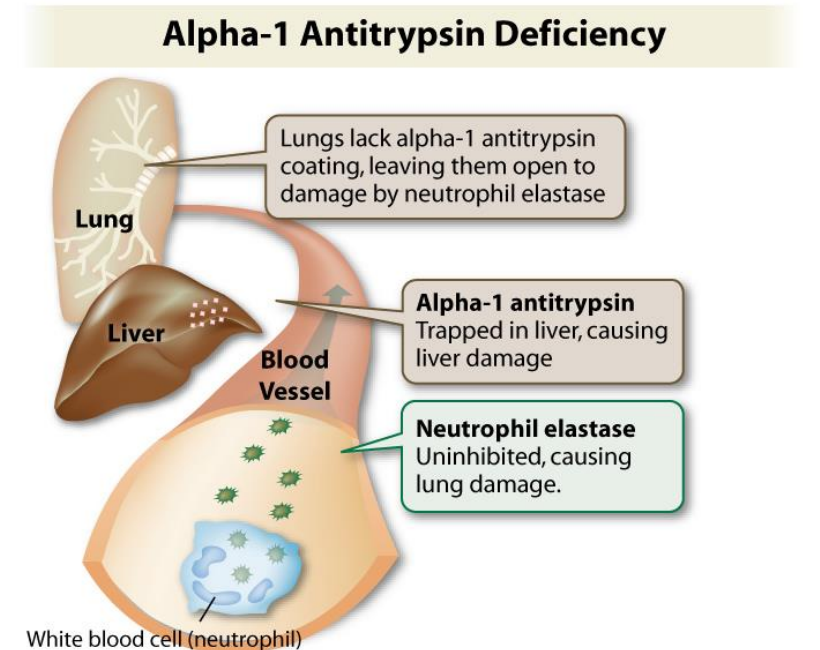 Alpha-1 Antitrypsin Deficiency
Lungs lack alpha-1 antitrypsin
coating, leaving them open to
damage by neutrophil elastase
Lung
Alpha-1 antitrypsin
Trapped in liver, causing
liver damage
Liver
Blood
Vessel
Neutrophil elastase
Uninhibited, causing
lung damage.
White blood cell (neutrophil)